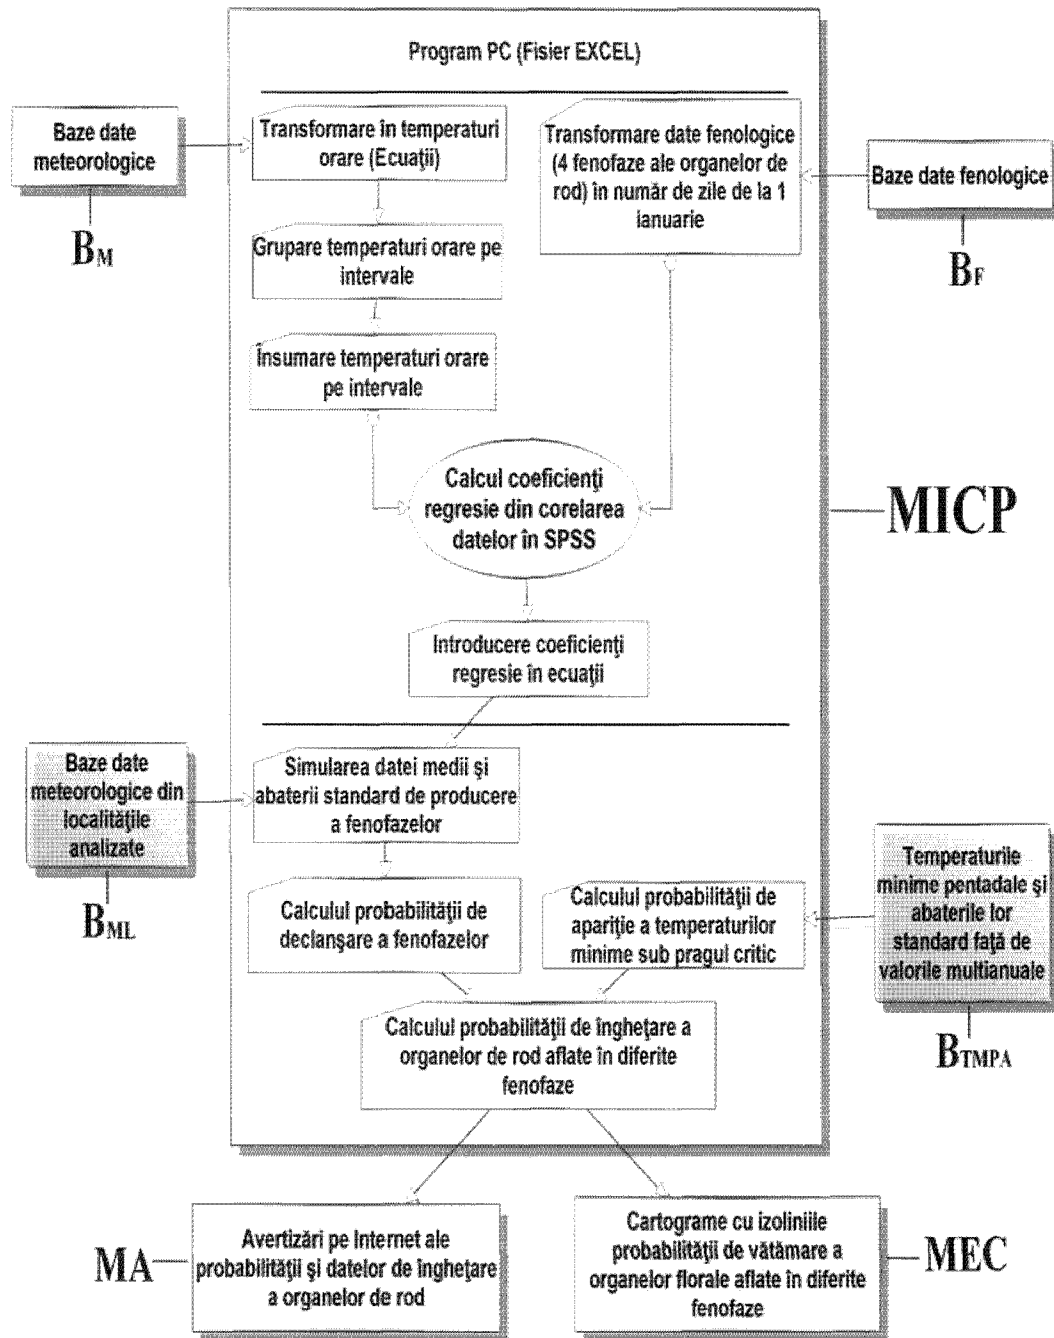 Program PC (Fisier EXCEL)
Baze date
meteorologice
BM
Transformare în temperaturi
orare (Ecuaţii)
Transformare date fenologice
(4 fenofaze ale organelor de
rod) în număr de zile de la 1
ianuarie
Baze date fenologice
BF
Grupare temperaturi orare pe
intervale
Însumare temperaturi orare
pe intervale
Calcul coeficienţi
regresie din corelarea
datelor în SPSS
MICP
Introducere coeficienţi
regresie în ecuaţii
Baze date
meteorologice din
localităţile
analizate
BML
Simularea datei medii şi
abaterii standard de producere
a fenofazelor
Calculul probabilităţii de
declanşare a fenofazelor
Calculul probabilităţii de
apariţie a temperaturilor
minime sub pragul critic
Temperaturile
minime pentadale şi
abaterile lor
standard faţă de
valorile multianuale
BTMPA
Calculul probabilităţii de îngheţare a
organelor de rod aflate în diferite
fenofaze
MA
Avertizări pe Internet ale
probabilităţii şi datelor de îngheţare
a organelor de rod
Cartograme cu izoliniile
probabilităţii de vătămare a
organelor florale aflate în diferite
fenofaze
MEC